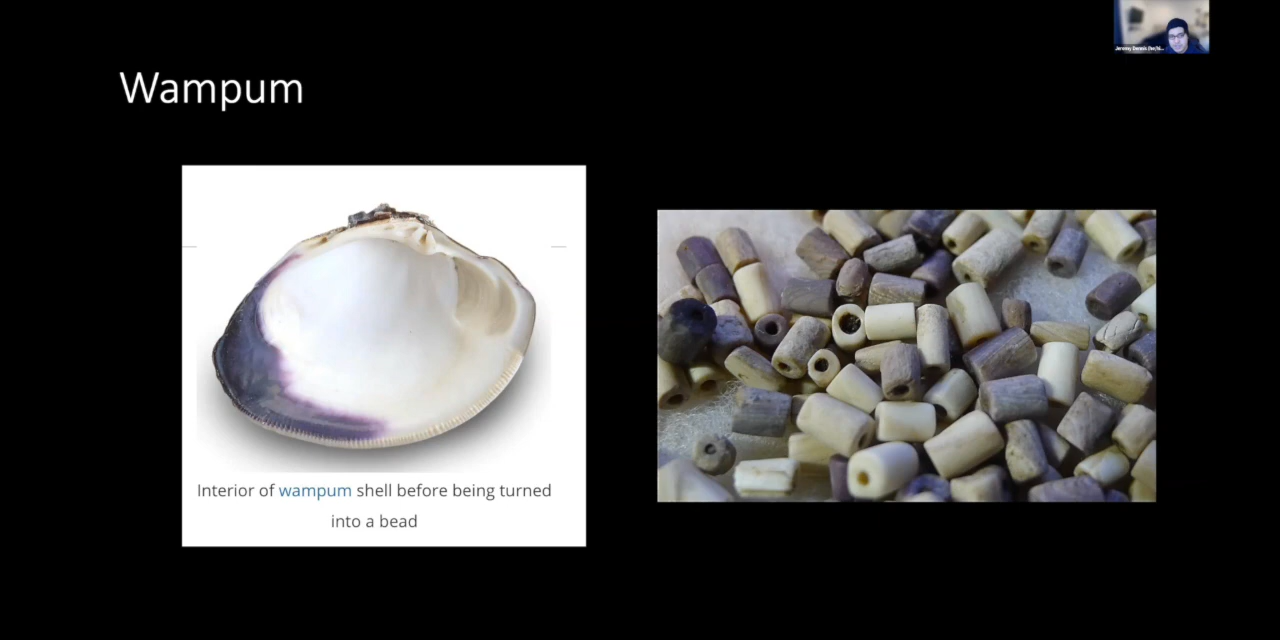 Wampum
Interior of wampum shell before being turned
into a bead